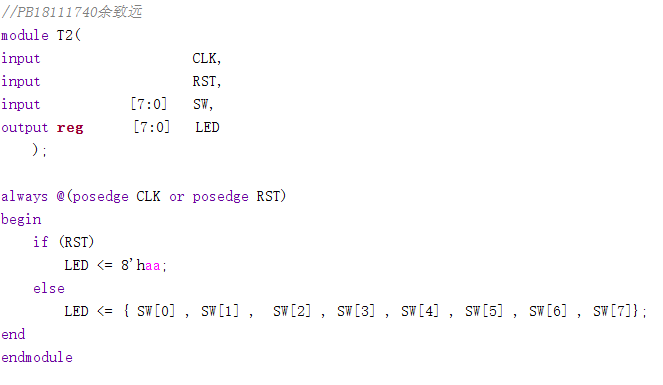 //PB18111740余致远
module T2(
input CLK,
input RST,
input [7:0] SW,
output reg [7:0] LED
);
always @(posedge CLK or posedge RST)
begin
if (RST)
LED <= 8'haa;
else
LED <= { SW[0] , SW[1] , SW[2] , SW[3] , SW[4] , SW[5] , SW[6] , SW[7]};
end
endmodule